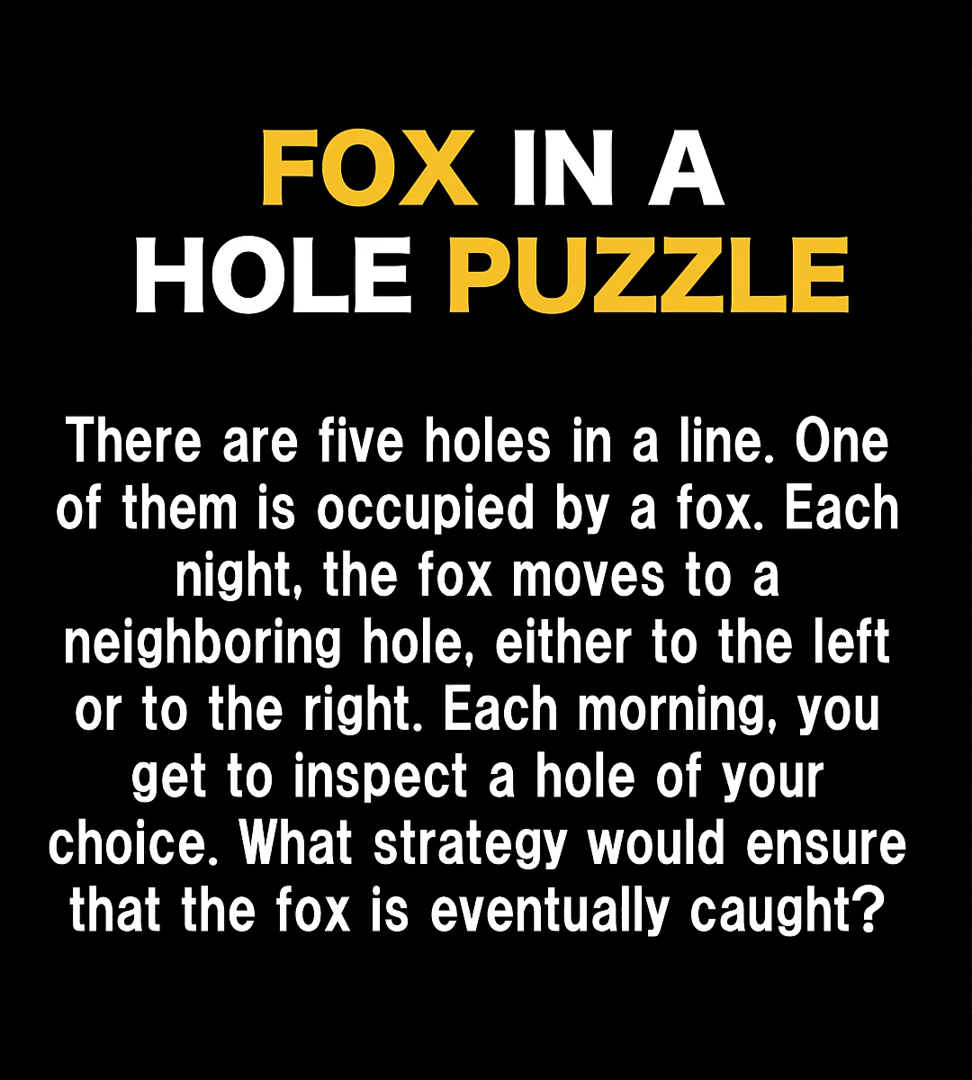 FOX IN A
HOLE PUZZLE
There are five holes in a line. One
of them is occupied by a fox. Each
night, the fox moves to a
neighboring hole, either to the left
or to the right. Each morning, you
get to inspect a hole of your
choice. What strategy would ensure
that the fox is eventually caught?